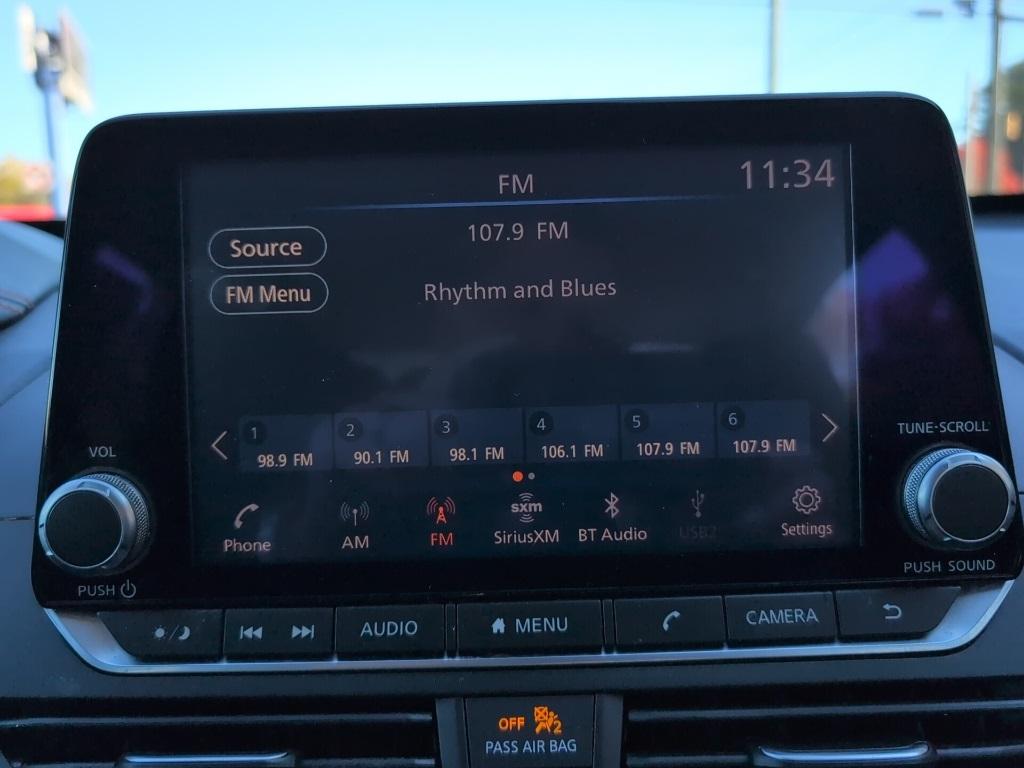 FM
11:34
107.9 FM
Source
FM Menu
Rhythm and Blues
1 2 3 4 5 6
98.9 FM 90.1 FM 98.1 FM 106.1 FM 107.9 FM 107.9 FM
VOL
TUNE·SCROLL
sxm
Phone AM FM SiriusXM BT Audio USB2 Settings
PUSH
PUSH SOUND
AUDIO MENU CAMERA
OFF 2
PASS AIR BAG